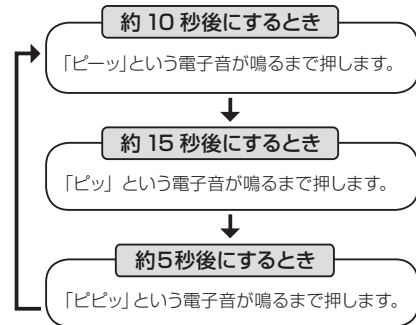 約 10 秒後にするとき
「ピーッ」という電子音が鳴るまで押します。
約 15 秒後にするとき
「ピッ」 という電子音が鳴るまで押します。
約5秒後にするとき
「ピピッ」という電子音が鳴るまで押します。